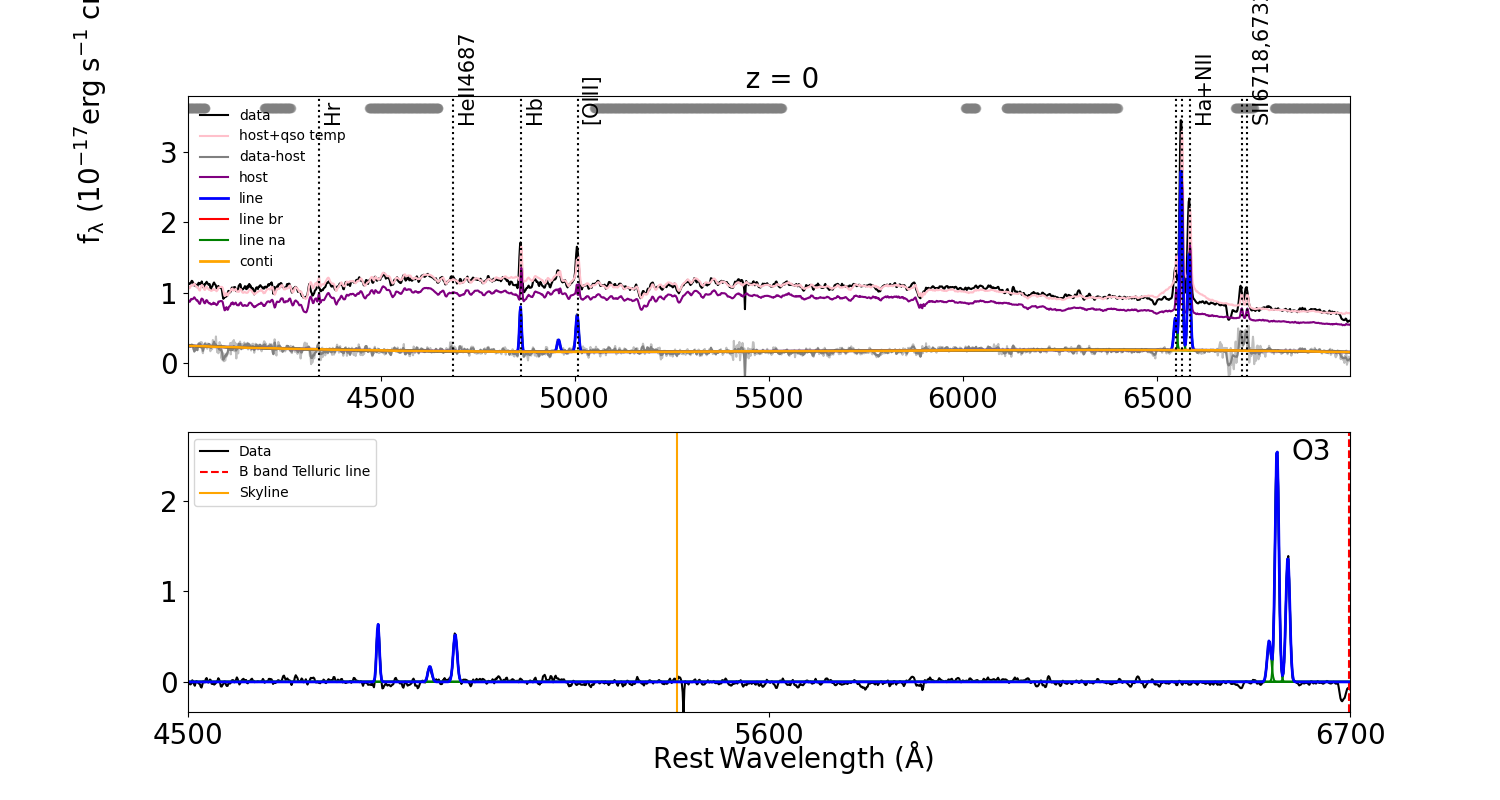 z = 0
f_λ (10^−17 erg s^−1
Hr
HeII4687
Hb
[OIII]
Ha+NII
SII6718,673
data
host+qso temp
data-host
host
line
line br
line na
conti
3
2
1
0
4500 5000 5500 6000 6500
Data
B band Telluric line
Skyline
O3
2
1
0
4500 5600 6700
Rest Wavelength (Å)